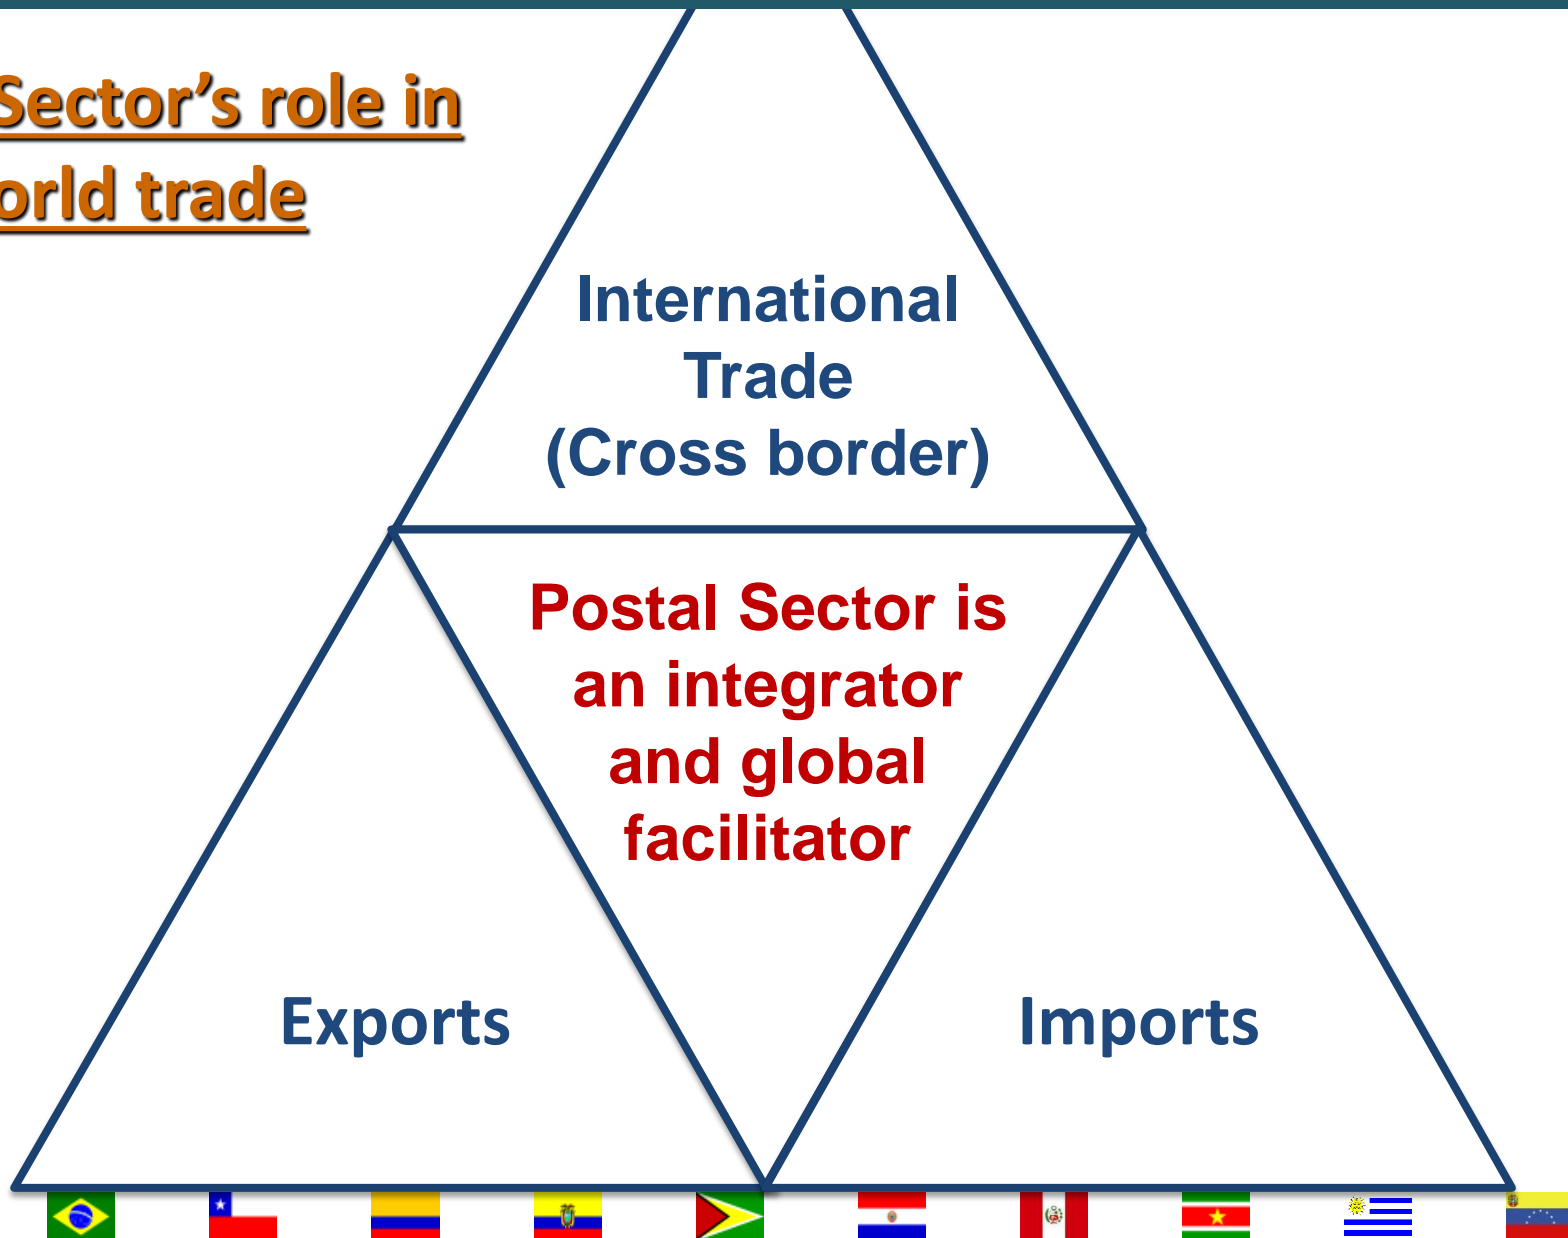 Sector’s role in
orld trade
International
Trade
(Cross border)
Postal Sector is
an integrator
and global
facilitator
Exports
Imports